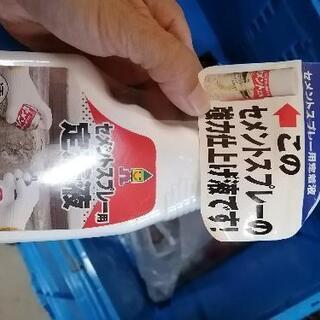 セメントスプレー用定着液
この
セメントスプレーの
強力仕上げ液です!
セメントスプレー用
定着液